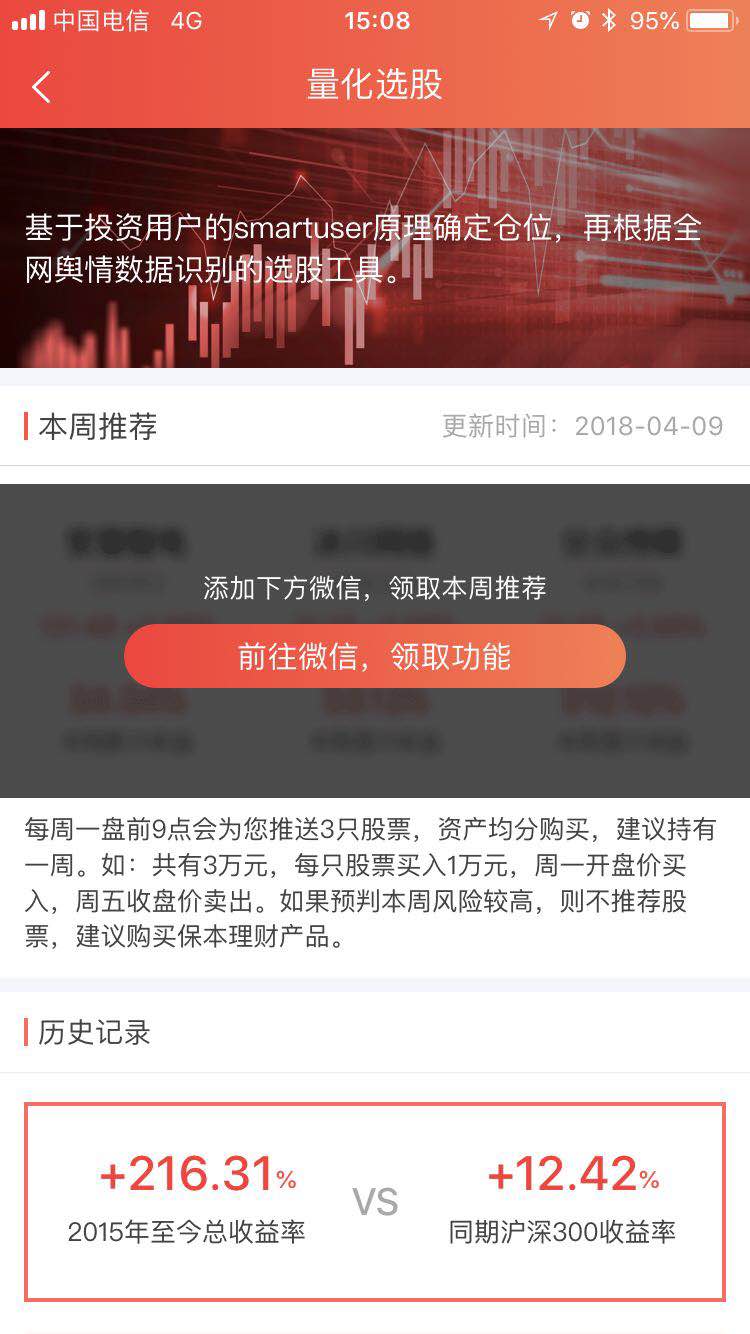 中国电信 4G 15:08 95%
量化选股
基于投资用户的smartuser原理确定仓位，再根据全
网舆情数据识别的选股工具。
本周推荐 更新时间：2018-04-09
添加下方微信，领取本周推荐
前往微信，领取功能
每周一盘前9点会为您推送3只股票，资产均分购买，建议持有
一周。如：共有3万元，每只股票买入1万元，周一开盘价买
入，周五收盘价卖出。如果预判本周风险较高，则不推荐股
票，建议购买保本理财产品。
历史记录
+216.31% VS +12.42%
2015年至今总收益率 同期沪深300收益率